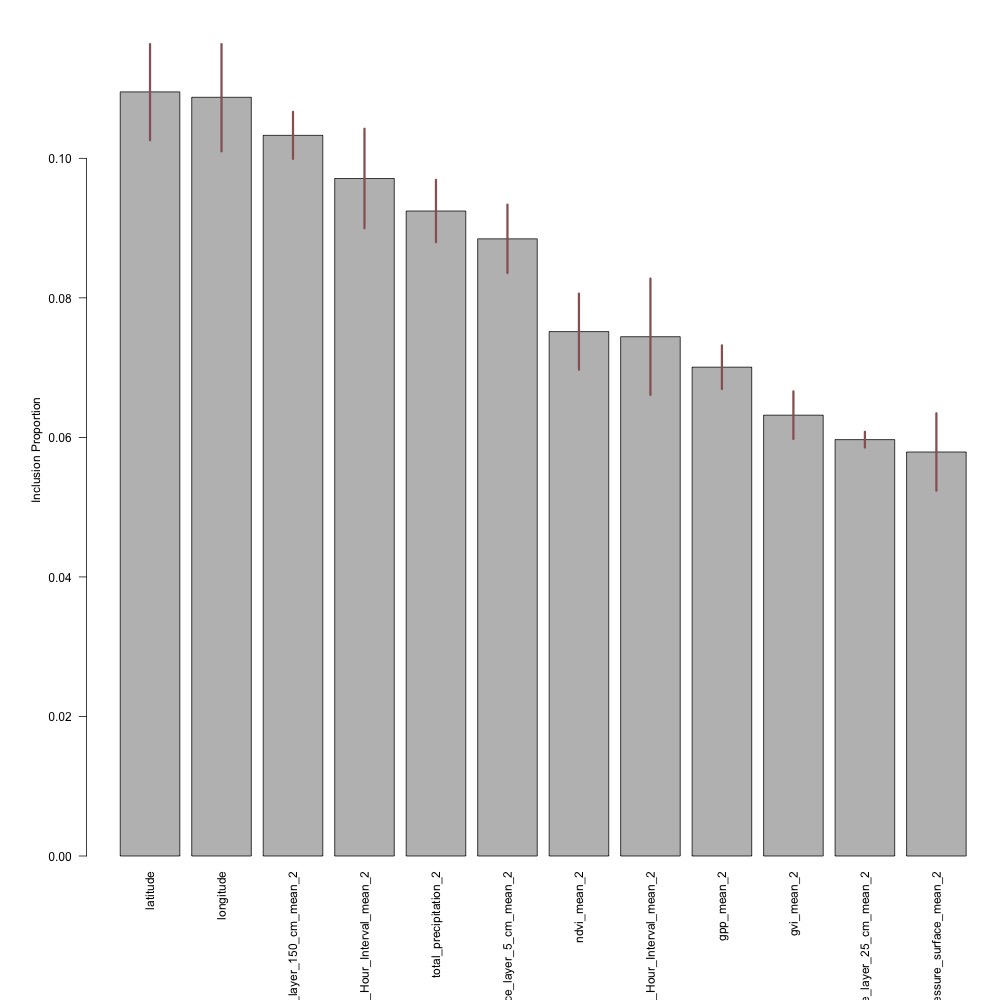 0.10
0.08
0.06
0.04
0.02
0.00
Inclusion Proportion
latitude
longitude
_layer_150_cm_mean_2
_Hour_Interval_mean_2
total_precipitation_2
ce_layer_5_cm_mean_2
ndvi_mean_2
_Hour_Interval_mean_2
gpp_mean_2
gvi_mean_2
e_layer_25_cm_mean_2
essure_surface_mean_2